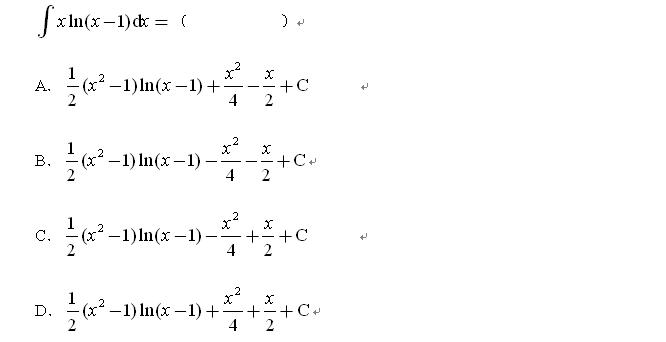 ∫ x ln(x−1)dx = （ ）
A. 1/2 (x² −1)ln(x−1) + x²/4 − x/2 + C
B. 1/2 (x² −1)ln(x−1) − x²/4 − x/2 + C
C. 1/2 (x² −1)ln(x−1) − x²/4 + x/2 + C
D. 1/2 (x² −1)ln(x−1) + x²/4 + x/2 + C